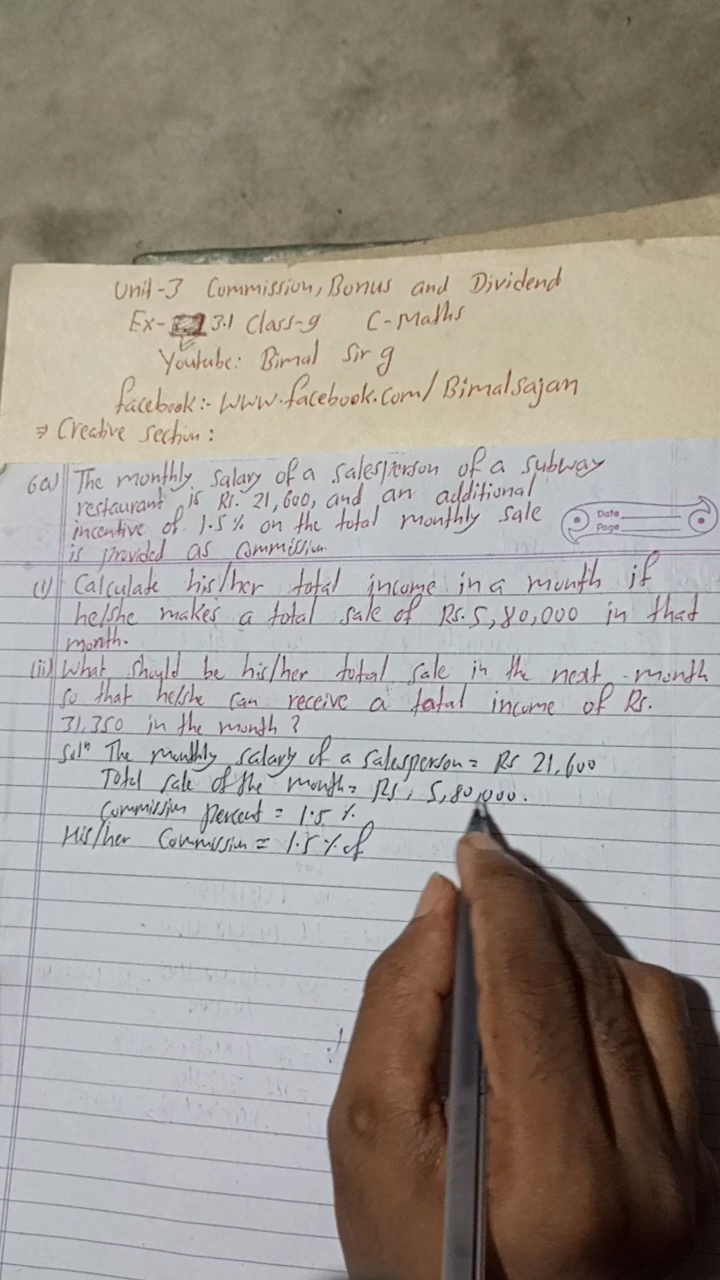 Unit-3 Commission, Bonus and Dividend
Ex- 3.1 Class-9 C-Maths
Youtube: Bimal Sir g
facebook:- www.facebook.com/Bimalsajan
⇒ Creative section:
6a) The monthly salary of a salesperson of a subway
restaurant is Rs. 21,600, and an additional
incentive of 1.5% on the total monthly sale
is provided as commission.
Date
Page
(i) Calculate his/her total income in a month if
he/she makes a total sale of Rs. 5,80,000 in that
month.
(ii) What should be his/her total sale in the next month
so that he/she can receive a total income of Rs.
31,350 in the month?
Solⁿ The monthly salary of a salesperson = Rs 21,600
Total sale of the month = Rs, 5,80,000.
Commission percent = 1.5 %
His/her Commission = 1.5 % of